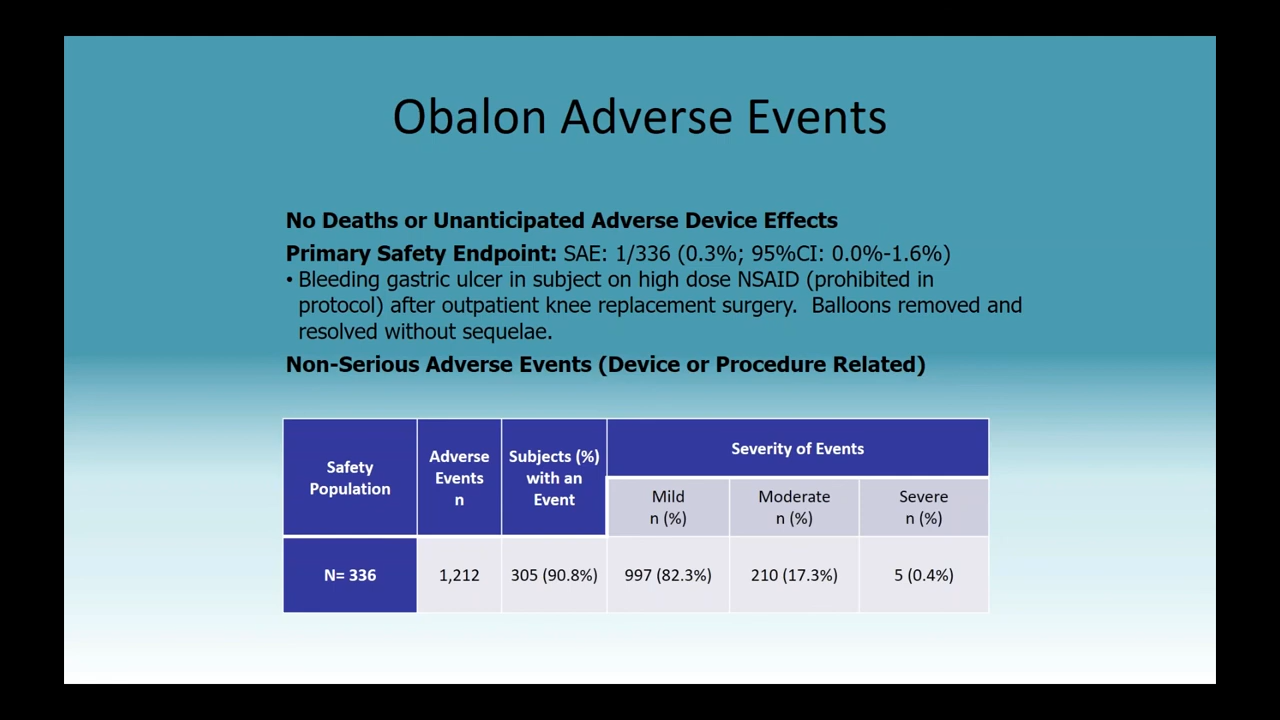 Obalon Adverse Events
No Deaths or Unanticipated Adverse Device Effects
Primary Safety Endpoint: SAE: 1/336 (0.3%; 95%CI: 0.0%-1.6%)
• Bleeding gastric ulcer in subject on high dose NSAID (prohibited in
protocol) after outpatient knee replacement surgery.  Balloons removed and
resolved without sequelae.
Non-Serious Adverse Events (Device or Procedure Related)
Safety
Population
Adverse
Events
n
Subjects (%)
with an
Event
Severity of Events
Mild
n (%)
Moderate
n (%)
Severe
n (%)
N= 336
1,212
305 (90.8%)
997 (82.3%)
210 (17.3%)
5 (0.4%)